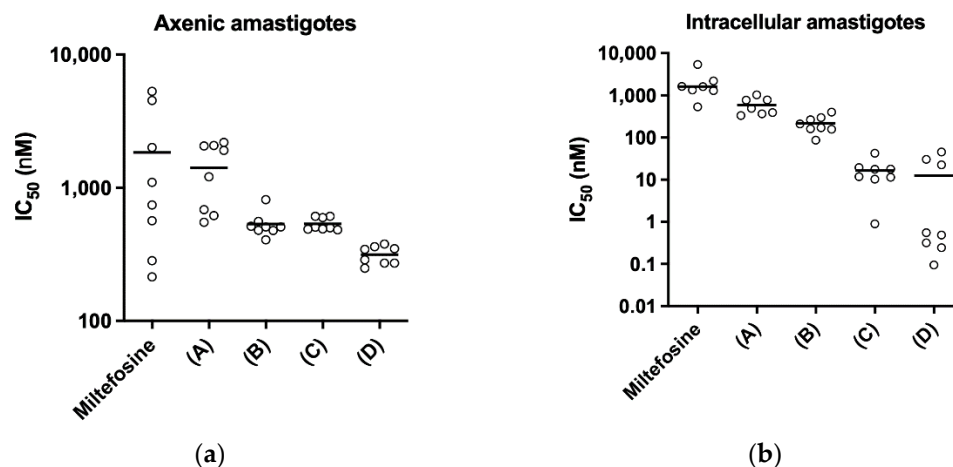 Axenic amastigotes
10,000
1,000
100
IC50 (nM)
Miltefosine
(A)
(B)
(C)
(D)
(a)
Intracellular amastigotes
10,000
1,000
100
10
1
0.1
0.01
IC50 (nM)
Miltefosine
(A)
(B)
(C)
(D)
(b)